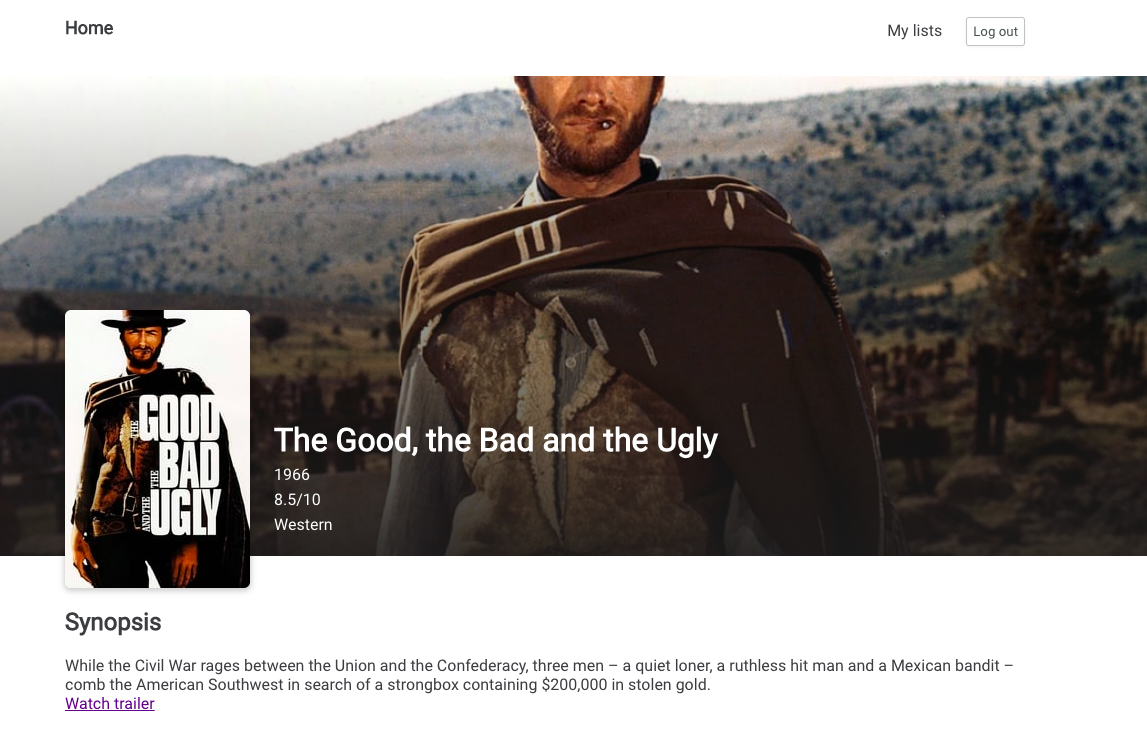 Home
My lists
Log out
THE GOOD
THE BAD
AND THE UGLY
The Good, the Bad and the Ugly
1966
8.5/10
Western
Synopsis
While the Civil War rages between the Union and the Confederacy, three men – a quiet loner, a ruthless hit man and a Mexican bandit –
comb the American Southwest in search of a strongbox containing $200,000 in stolen gold.
Watch trailer